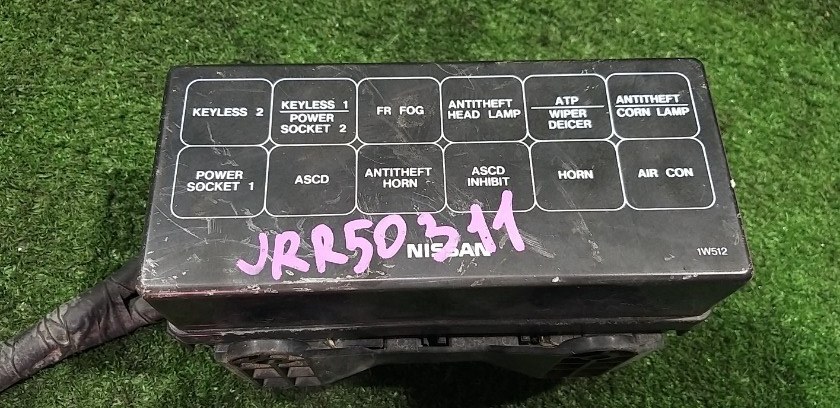 KEYLESS 2
KEYLESS 1
POWER
SOCKET 2
FR FOG
ANTITHEFT
HEAD LAMP
ATP
WIPER
DEICER
ANTITHEFT
CORN LAMP
POWER
SOCKET 1
ASCD
ANTITHEFT
HORN
ASCD
INHIBIT
HORN
AIR CON
JRR50311
NISSAN
1W512